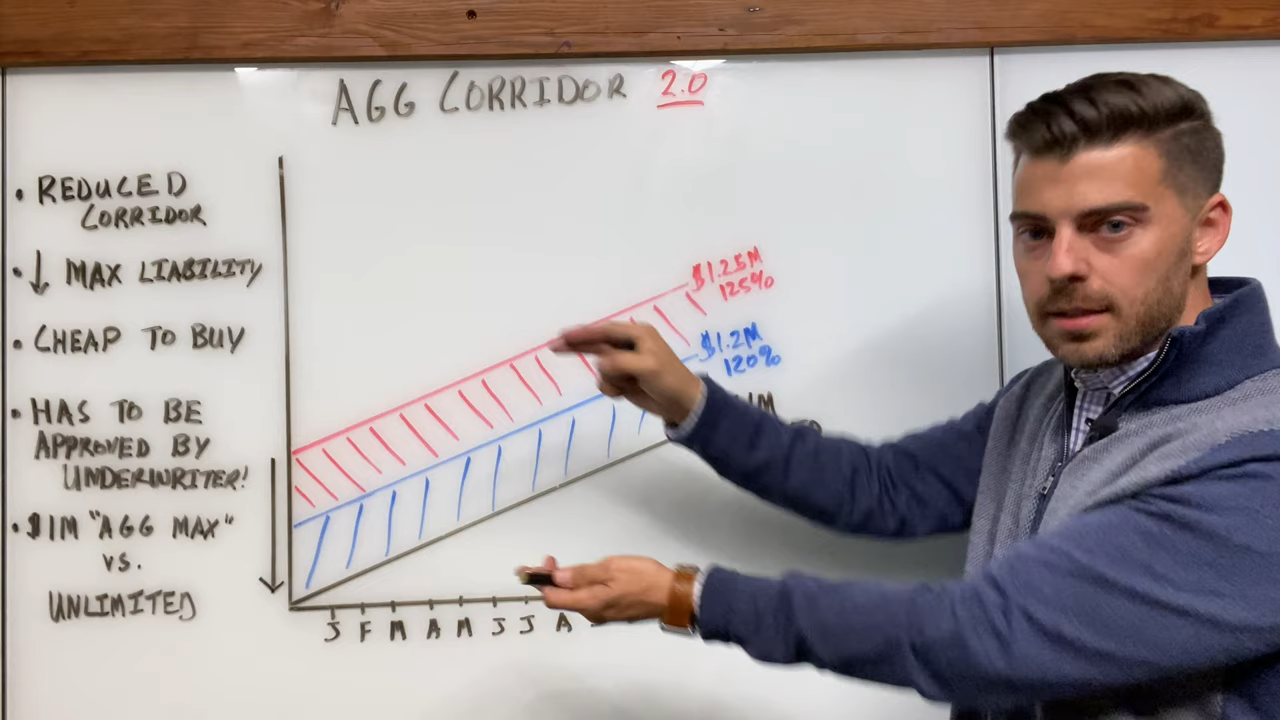 AGG CORRIDOR 2.0
• REDUCED
CORRIDOR
• ↓ MAX LIABILITY
• CHEAP TO BUY
• HAS TO BE
APPROVED BY
UNDERWRITER!
• $1M "AGG MAX"
VS.
UNLIMITED
$1.25M
125%
$1.2M
120%
J F M A M J J A